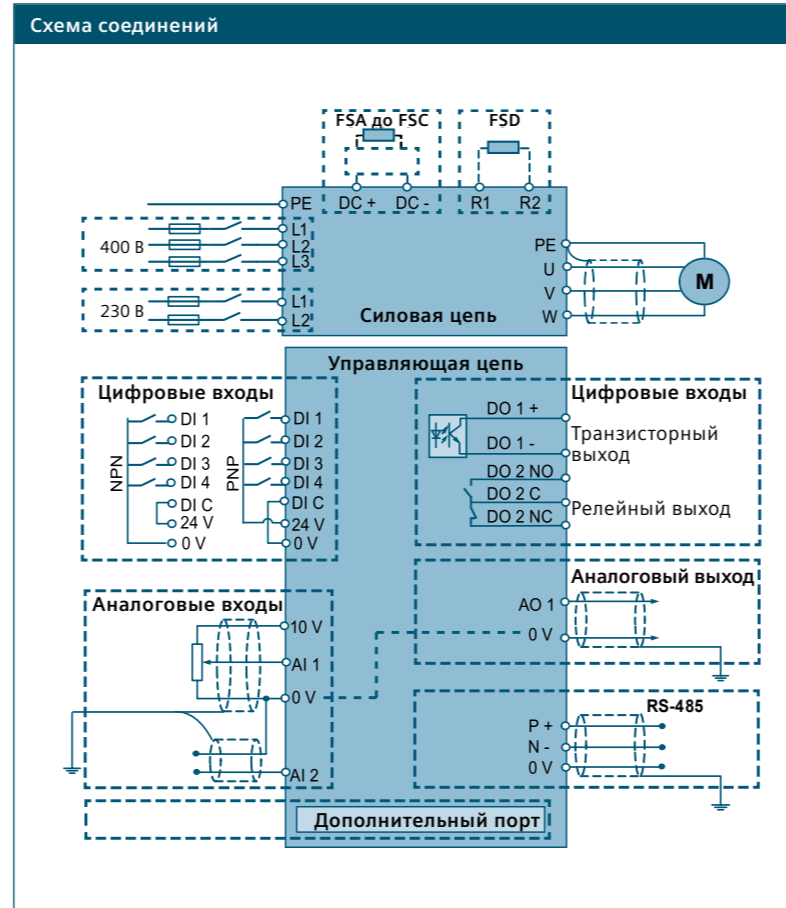 Схема соединений
FSA до FSC
FSD
PE
DC +
DC -
R1
R2
400 В
L1
L2
L3
230 В
L1
L2
Силовая цепь
PE
U
V
W
M
Управляющая цепь
Цифровые входы
NPN
DI 1
DI 2
DI 3
DI 4
DI C
24 V
0 V
PNP
DI 1
DI 2
DI 3
DI 4
DI C
24 V
0 V
Цифровые входы
DO 1 +
DO 1 -
Транзисторный
выход
DO 2 NO
DO 2 C
DO 2 NC
Релейный выход
Аналоговые входы
10 V
AI 1
0 V
AI 2
Аналоговый выход
AO 1
0 V
RS-485
P +
N -
0 V
Дополнительный порт